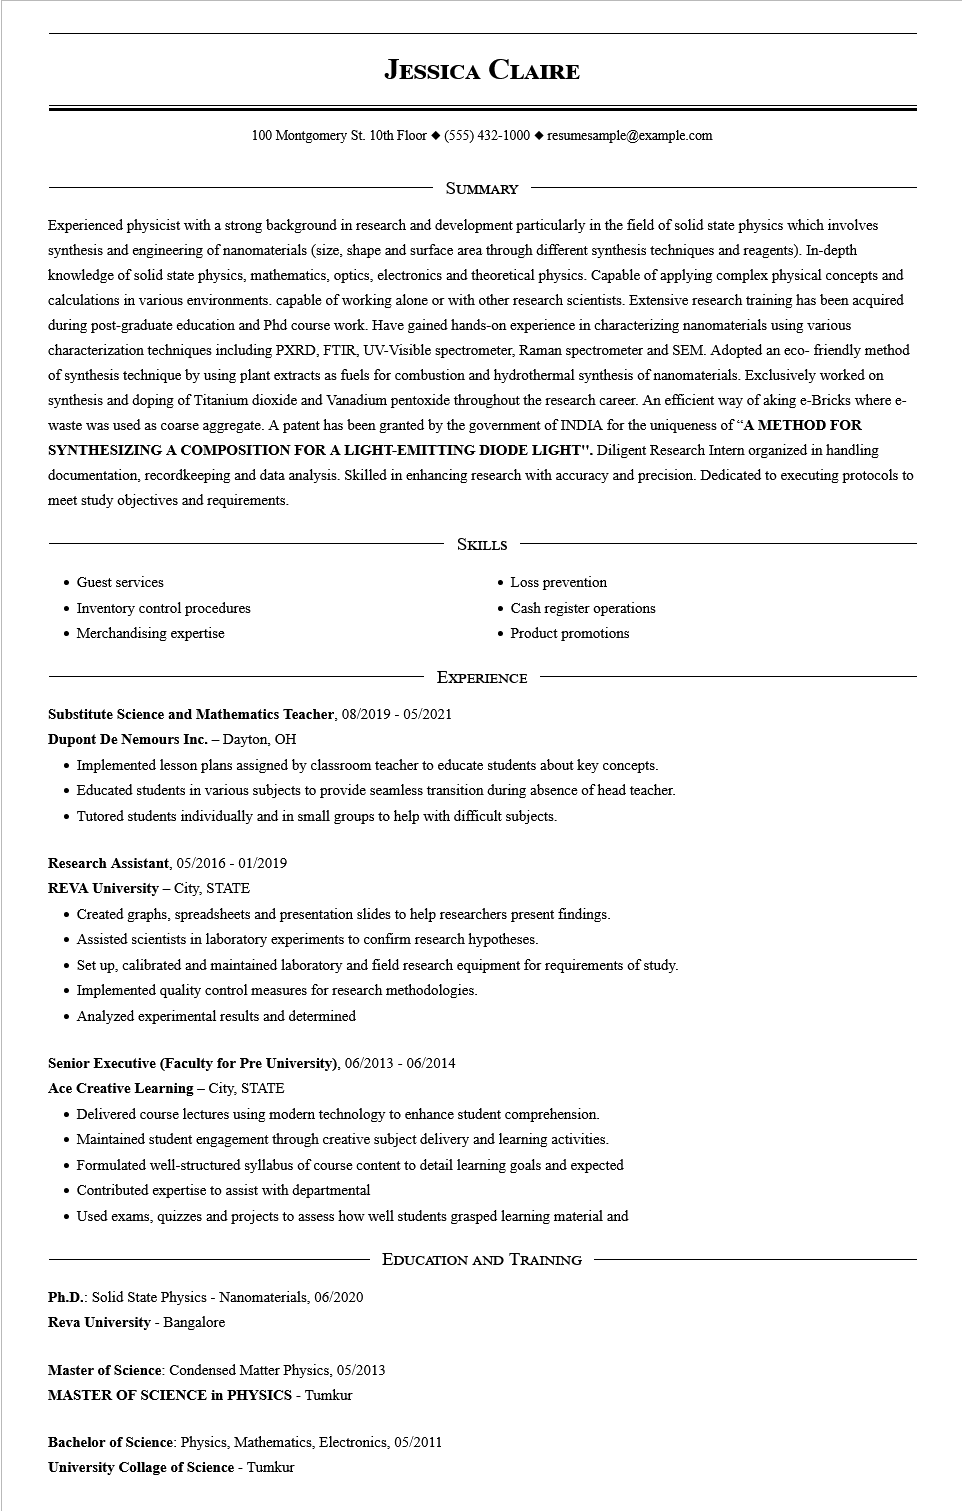 Jessica Claire
100 Montgomery St. 10th Floor ◆ (555) 432-1000 ◆ resumesample@example.com
Summary
Experienced physicist with a strong background in research and development particularly in the field of solid state physics which involves
synthesis and engineering of nanomaterials (size, shape and surface area through different synthesis techniques and reagents). In-depth
knowledge of solid state physics, mathematics, optics, electronics and theoretical physics. Capable of applying complex physical concepts and
calculations in various environments. capable of working alone or with other research scientists. Extensive research training has been acquired
during post-graduate education and Phd course work. Have gained hands-on experience in characterizing nanomaterials using various
characterization techniques including PXRD, FTIR, UV-Visible spectrometer, Raman spectrometer and SEM. Adopted an eco- friendly method
of synthesis technique by using plant extracts as fuels for combustion and hydrothermal synthesis of nanomaterials. Exclusively worked on
synthesis and doping of Titanium dioxide and Vanadium pentoxide throughout the research career. An efficient way of aking e-Bricks where e-
waste was used as coarse aggregate. A patent has been granted by the government of INDIA for the uniqueness of “A METHOD FOR
SYNTHESIZING A COMPOSITION FOR A LIGHT-EMITTING DIODE LIGHT". Diligent Research Intern organized in handling
documentation, recordkeeping and data analysis. Skilled in enhancing research with accuracy and precision. Dedicated to executing protocols to
meet study objectives and requirements.
Skills
• Guest services
• Inventory control procedures
• Merchandising expertise
• Loss prevention
• Cash register operations
• Product promotions
Experience
Substitute Science and Mathematics Teacher, 08/2019 - 05/2021
Dupont De Nemours Inc. – Dayton, OH
• Implemented lesson plans assigned by classroom teacher to educate students about key concepts.
• Educated students in various subjects to provide seamless transition during absence of head teacher.
• Tutored students individually and in small groups to help with difficult subjects.
Research Assistant, 05/2016 - 01/2019
REVA University – City, STATE
• Created graphs, spreadsheets and presentation slides to help researchers present findings.
• Assisted scientists in laboratory experiments to confirm research hypotheses.
• Set up, calibrated and maintained laboratory and field research equipment for requirements of study.
• Implemented quality control measures for research methodologies.
• Analyzed experimental results and determined
Senior Executive (Faculty for Pre University), 06/2013 - 06/2014
Ace Creative Learning – City, STATE
• Delivered course lectures using modern technology to enhance student comprehension.
• Maintained student engagement through creative subject delivery and learning activities.
• Formulated well-structured syllabus of course content to detail learning goals and expected
• Contributed expertise to assist with departmental
• Used exams, quizzes and projects to assess how well students grasped learning material and
Education and Training
Ph.D.: Solid State Physics - Nanomaterials, 06/2020
Reva University - Bangalore
Master of Science: Condensed Matter Physics, 05/2013
MASTER OF SCIENCE in PHYSICS - Tumkur
Bachelor of Science: Physics, Mathematics, Electronics, 05/2011
University Collage of Science - Tumkur